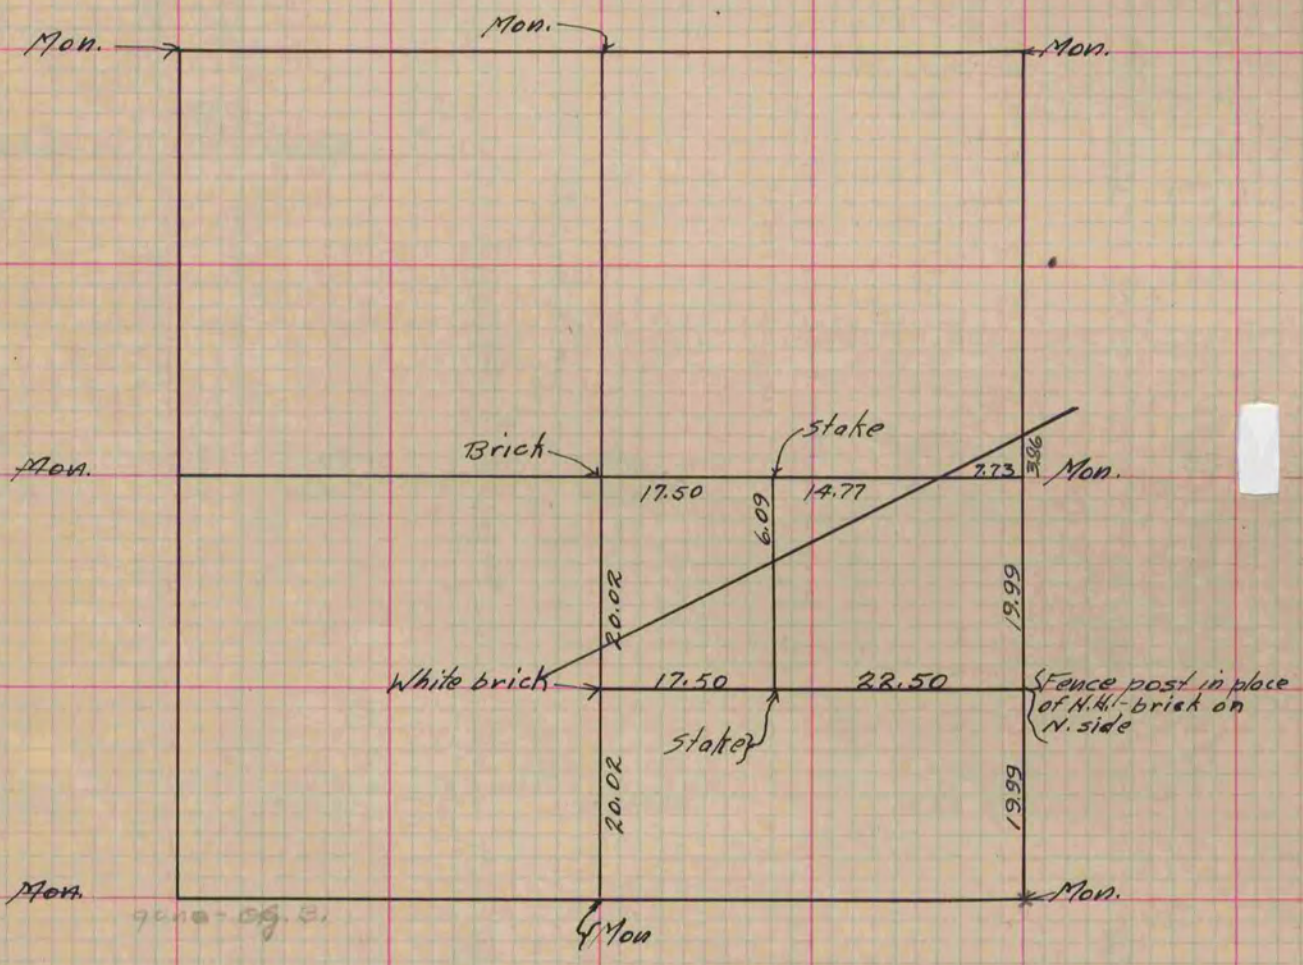 Mon.
Mon.
Mon.
Brick
stake
Mon.
17.50
14.77
7.73
3.96
Mon.
6.09
20.02
19.99
White brick
17.50
22.50
Fence post in place
of N.H.-brick on
N. side
Stake
20.02
19.99
Mon.
Mon.
Mon